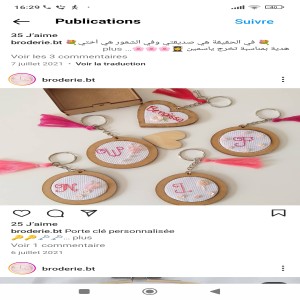 16:29
Publications
Suivre
35 J'aime
broderie.bt 💐 في الحقيقة هي صديقتي وفي الشعور هي أختي 💐
هدية بمناسبة تخرج ياسمين 👩‍🎓🌸🌸🌸... plus
Voir les 3 commentaires
7 juillet 2021 • Voir la traduction
broderie.bt
25 J'aime
broderie.bt Porte clé personnalisée
🔑🔑🗝🗝... plus
Voir 1 commentaire
6 juillet 2021
broderie.bt